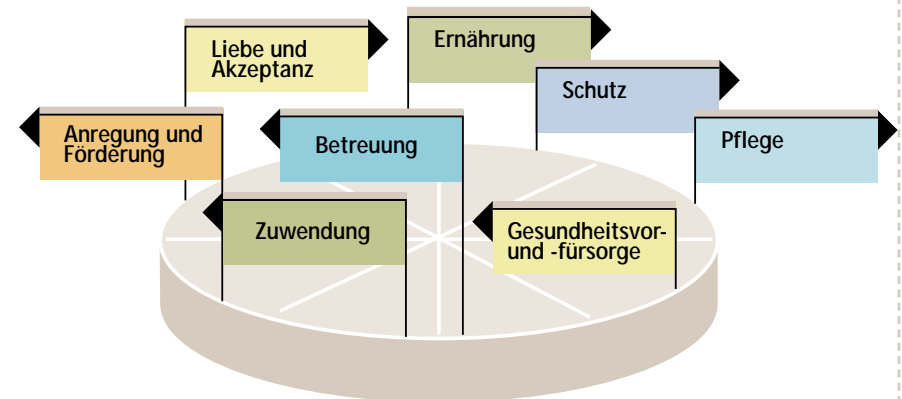 Liebe und
Akzeptanz
Ernährung
Schutz
Anregung und
Förderung
Betreuung
Pflege
Zuwendung
Gesundheitsvor-
und -fürsorge